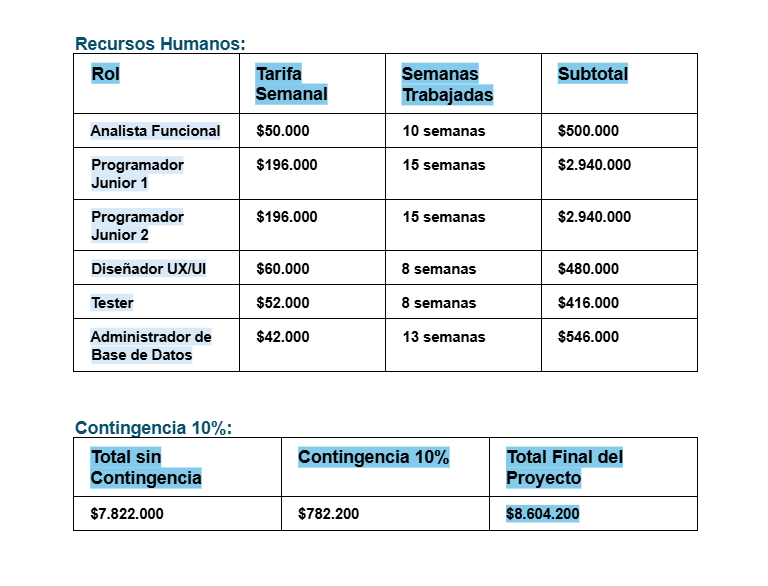 Recursos Humanos:
Rol
Tarifa
Semanal
Semanas
Trabajadas
Subtotal
Analista Funcional
$50.000
10 semanas
$500.000
Programador
Junior 1
$196.000
15 semanas
$2.940.000
Programador
Junior 2
$196.000
15 semanas
$2.940.000
Diseñador UX/UI
$60.000
8 semanas
$480.000
Tester
$52.000
8 semanas
$416.000
Administrador de
Base de Datos
$42.000
13 semanas
$546.000
Contingencia 10%:
Total sin
Contingencia
Contingencia 10%
Total Final del
Proyecto
$7.822.000
$782.200
$8.604.200